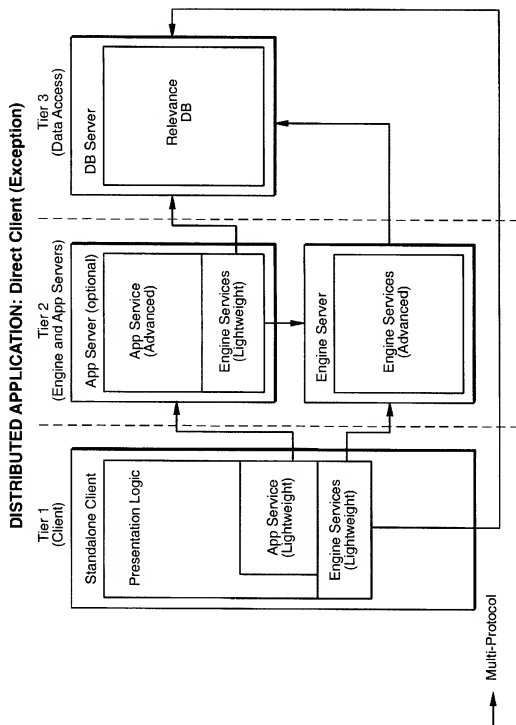 DISTRIBUTED APPLICATION: Direct Client (Exception)
Tier 1
(Client)
Tier 2
(Engine and App Servers)
Tier 3
(Data Access)
Standalone Client
Presentation Logic
App Service
(Lightweight)
Engine Services
(Lightweight)
App Server (optional)
App Service
(Advanced)
Engine Services
(Lightweight)
Engine Server
Engine Services
(Advanced)
DB Server
Relevance
DB
Multi-Protocol